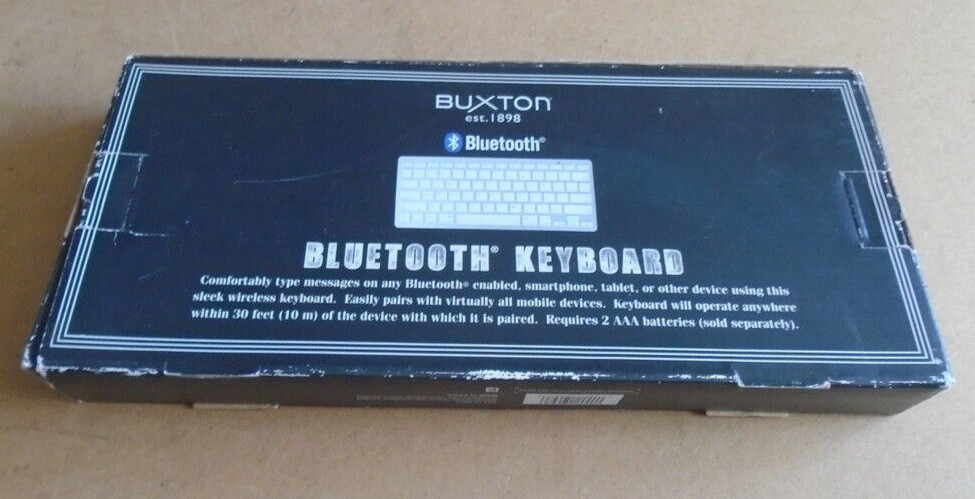 BUXTON
est. 1898
Bluetooth®
BLUETOOTH® KEYBOARD
Comfortably type messages on any Bluetooth® enabled, smartphone, tablet, or other device using this
sleek wireless keyboard. Easily pairs with virtually all mobile devices. Keyboard will operate anywhere
within 30 feet (10 m) of the device with which it is paired. Requires 2 AAA batteries (sold separately).